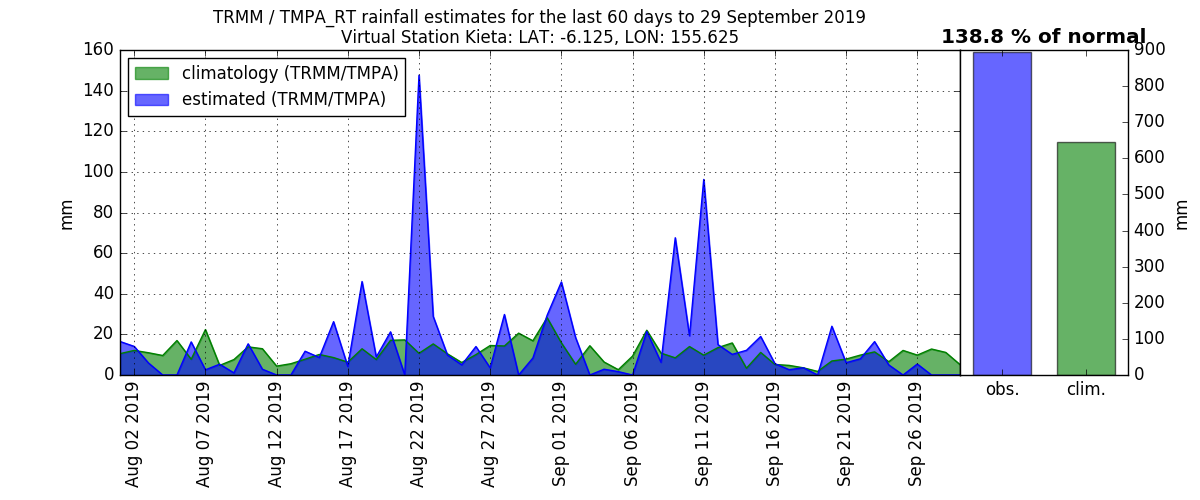 TRMM / TMPA_RT rainfall estimates for the last 60 days to 29 September 2019
Virtual Station Kieta: LAT: -6.125, LON: 155.625
138.8 % of normal
climatology (TRMM/TMPA)
estimated (TRMM/TMPA)
mm
160
140
120
100
80
60
40
20
0
Aug 02 2019
Aug 07 2019
Aug 12 2019
Aug 17 2019
Aug 22 2019
Aug 27 2019
Sep 01 2019
Sep 06 2019
Sep 11 2019
Sep 16 2019
Sep 21 2019
Sep 26 2019
obs.
clim.
900
800
700
600
500
400
300
200
100
0
mm